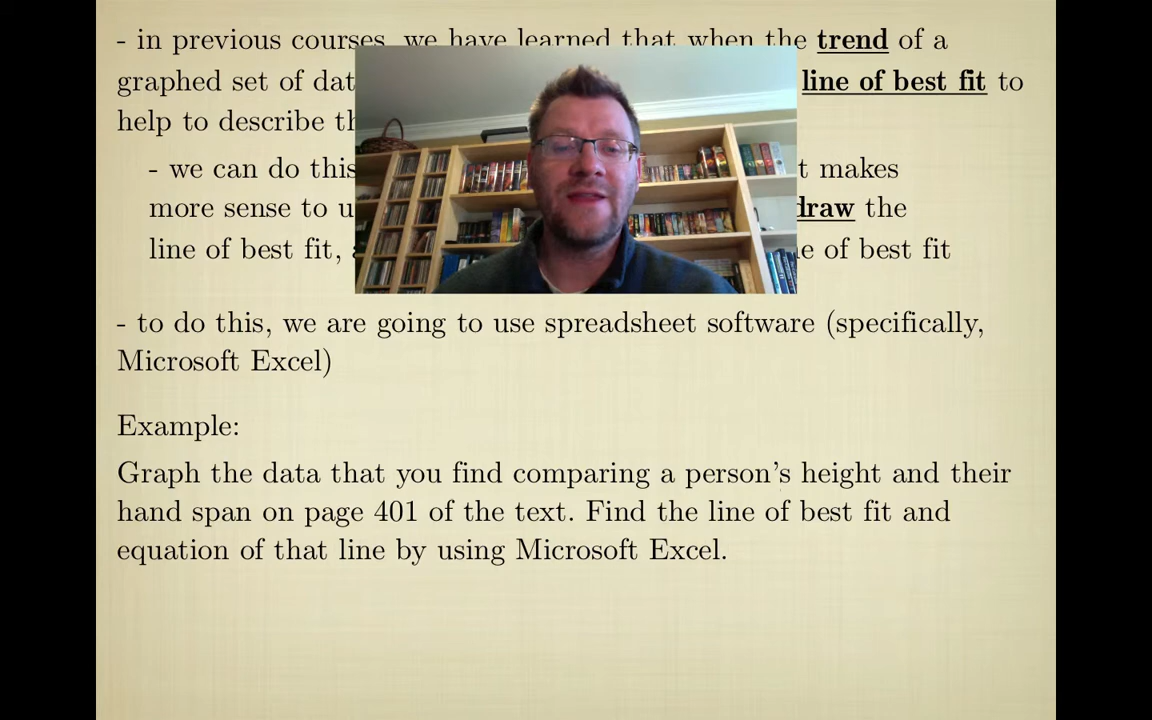 - in previous courses, we have learned that when the trend of a
graphed set of line of best fit to
help to describe
- we can do this makes
more sense to draw the
line of best fit, of best fit
- to do this, we are going to use spreadsheet software (specifically,
Microsoft Excel)
Example:
Graph the data that you find comparing a person's height and their
hand span on page 401 of the text. Find the line of best fit and
equation of that line by using Microsoft Excel.